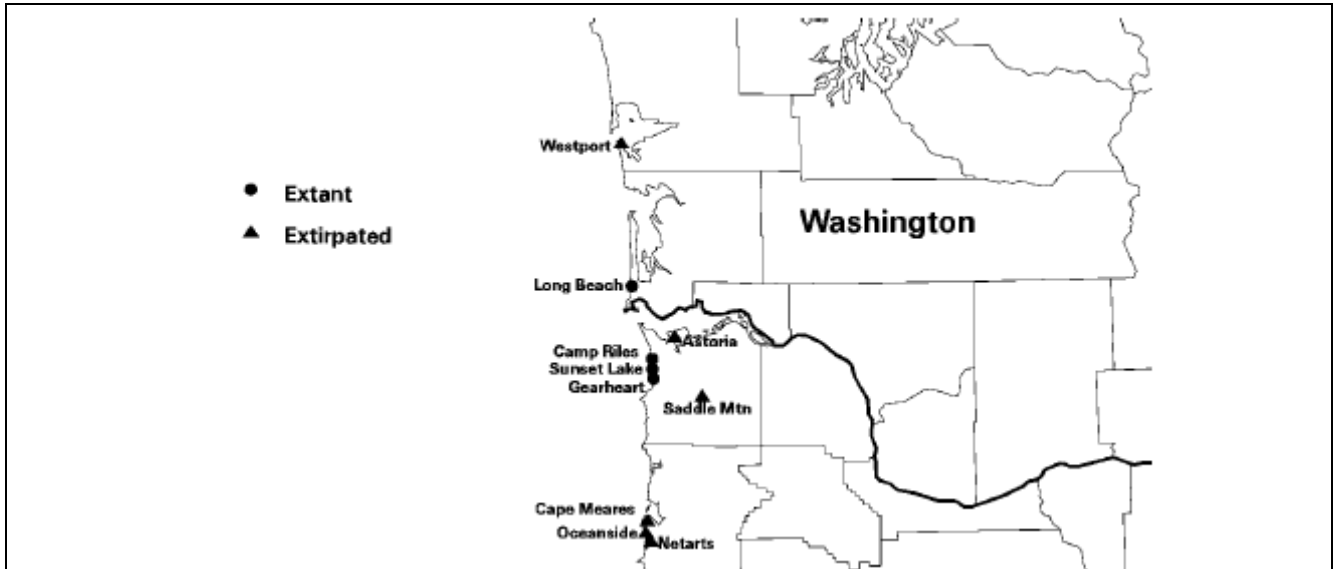 Westport
Extant
Extirpated
Washington
Long Beach
Astoria
Camp Riles
Sunset Lake
Gearheart
Saddle Mtn
Cape Meares
Oceanside
Netarts